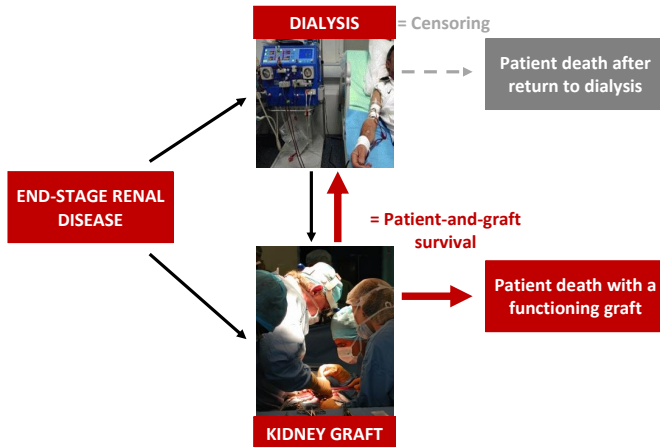 DIALYSIS
= Censoring
Patient death after
return to dialysis
END-STAGE RENAL
DISEASE
= Patient-and-graft
survival
Patient death with a
functioning graft
KIDNEY GRAFT